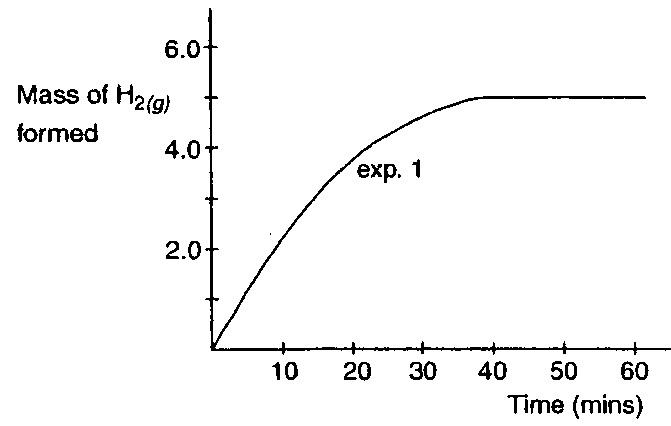 6.0
Mass of H2(g)
formed
4.0
exp. 1
2.0
10 20 30 40 50 60
Time (mins)